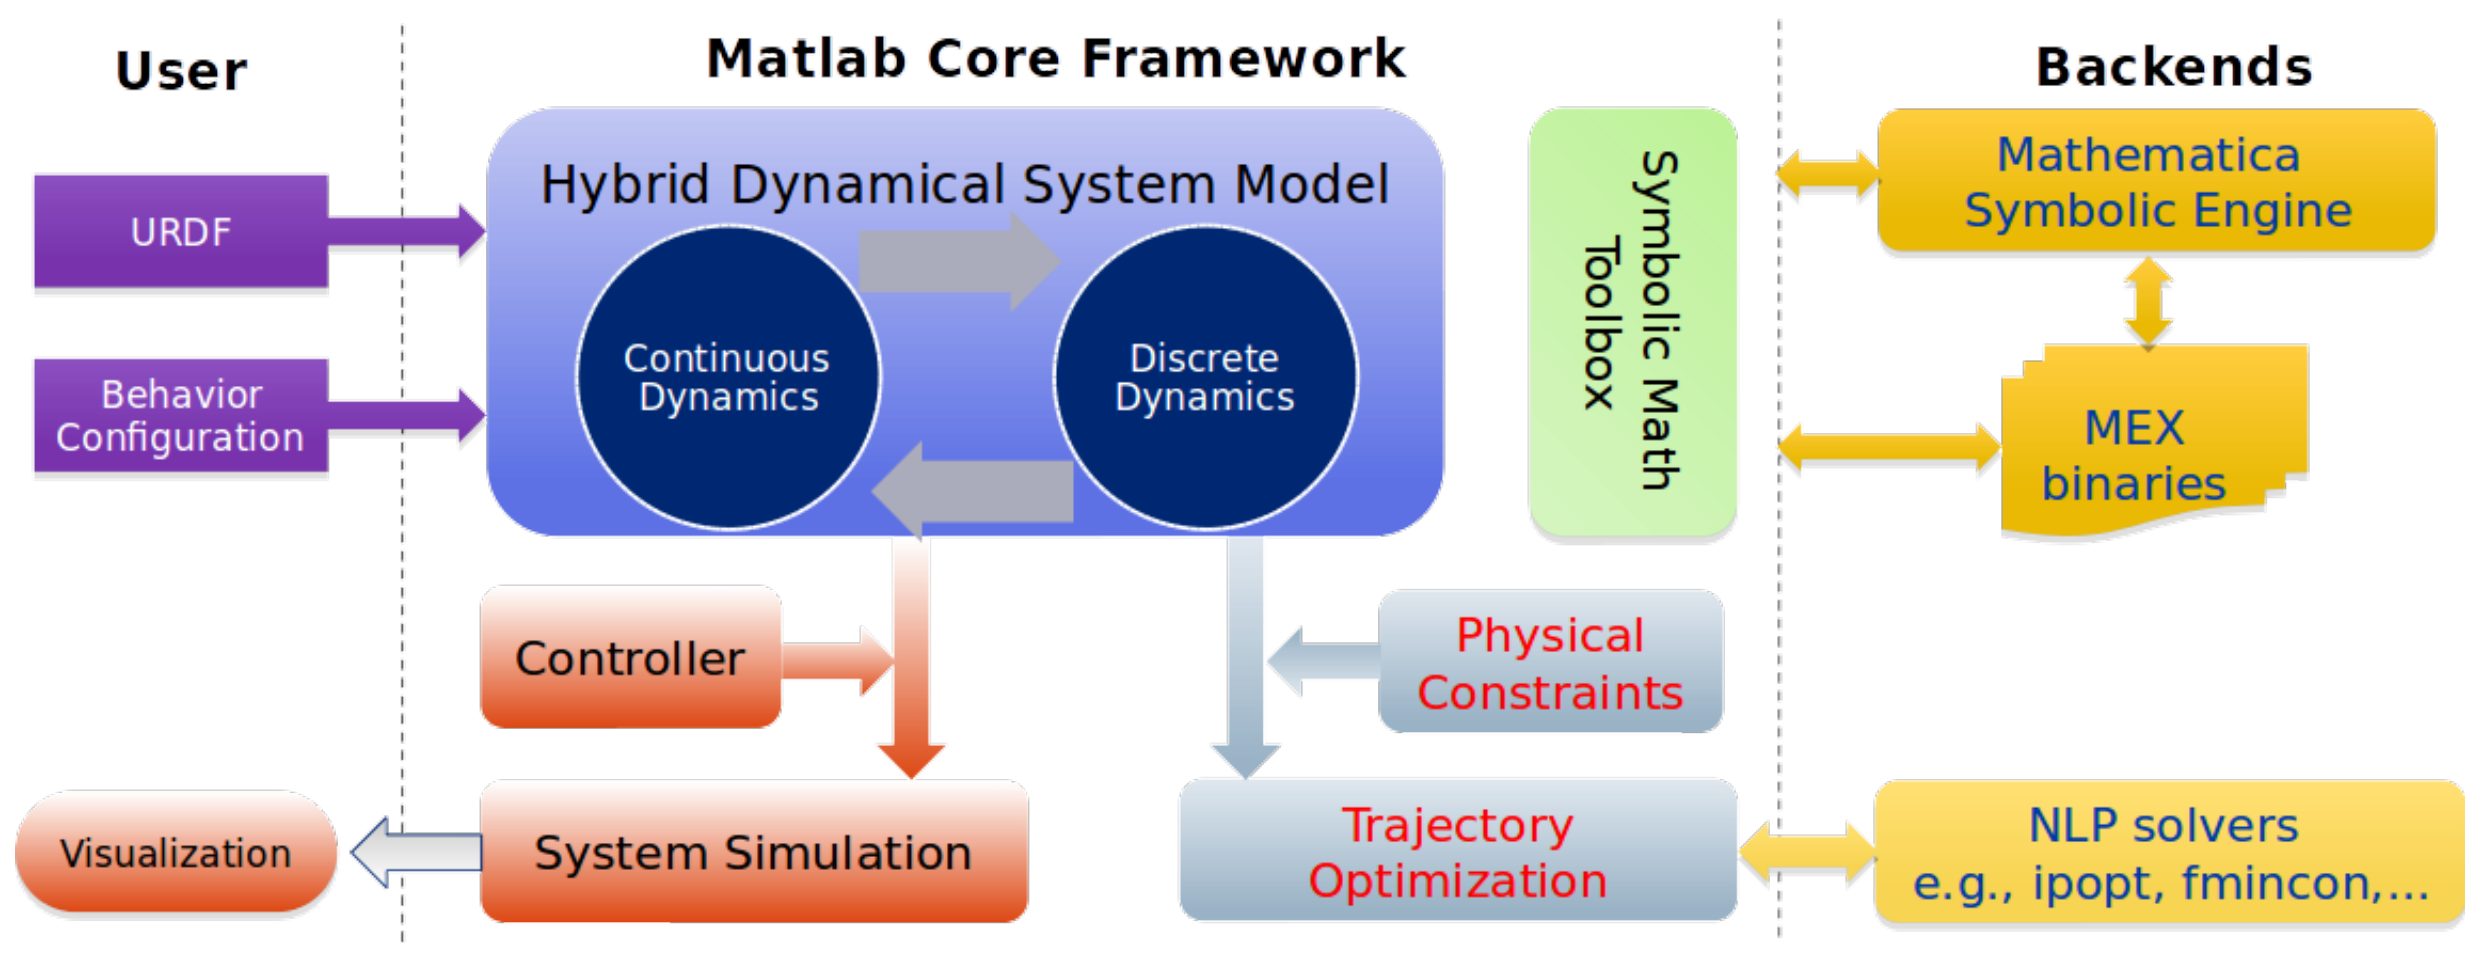 User
Matlab Core Framework
Backends
URDF
Behavior
Configuration
Hybrid Dynamical System Model
Continuous
Dynamics
Discrete
Dynamics
Symbolic Math
Toolbox
Mathematica
Symbolic Engine
MEX
binaries
Controller
Physical
Constraints
Visualization
System Simulation
Trajectory
Optimization
NLP solvers
e.g., ipopt, fmincon,...